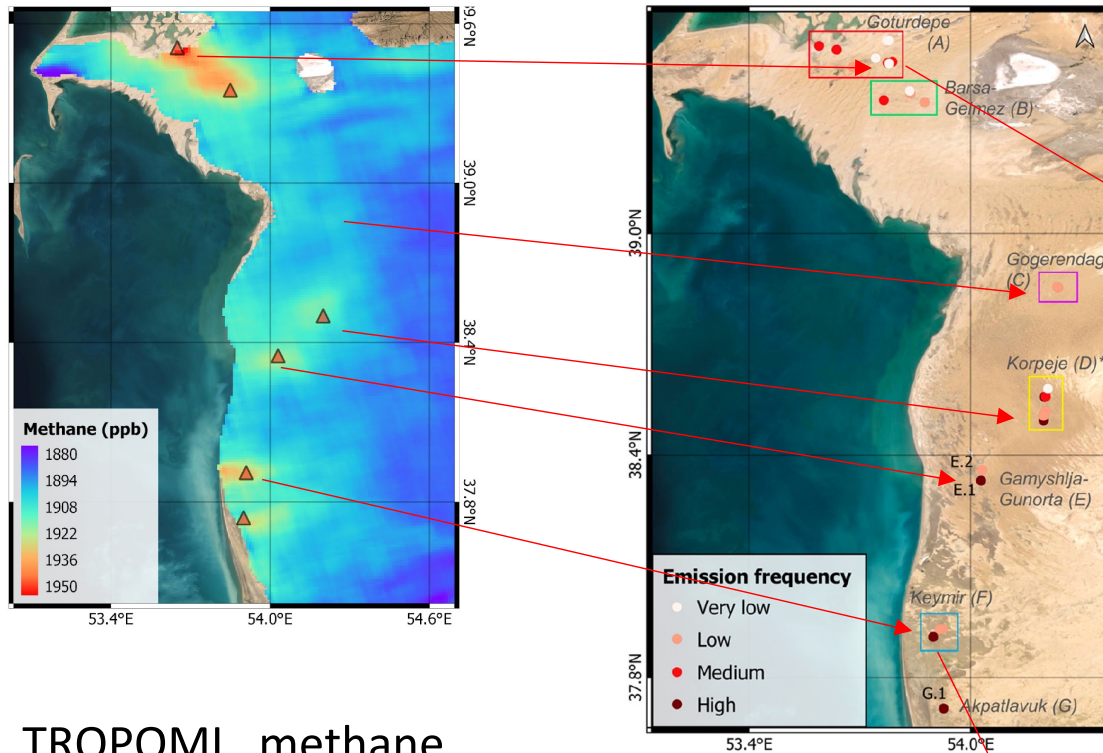 39.6°N
39.0°N
38.4°N
37.8°N
Methane (ppb)
1880
1894
1908
1922
1936
1950
53.4°E
54.0°E
54.6°E
TROPOMI methane
Goturdepe
(A)
Barsa-
Gelmez (B)
39.0°N
Gogerendag
(C)
Korpeje (D)*
38.4°N
E.2
E.1
Gamyshlja-
Gunorta (E)
Emission frequency
Very low
Low
Medium
High
Keymir (F)
37.8°N
G.1
Akpatlavuk (G)
53.4°E
54.0°E